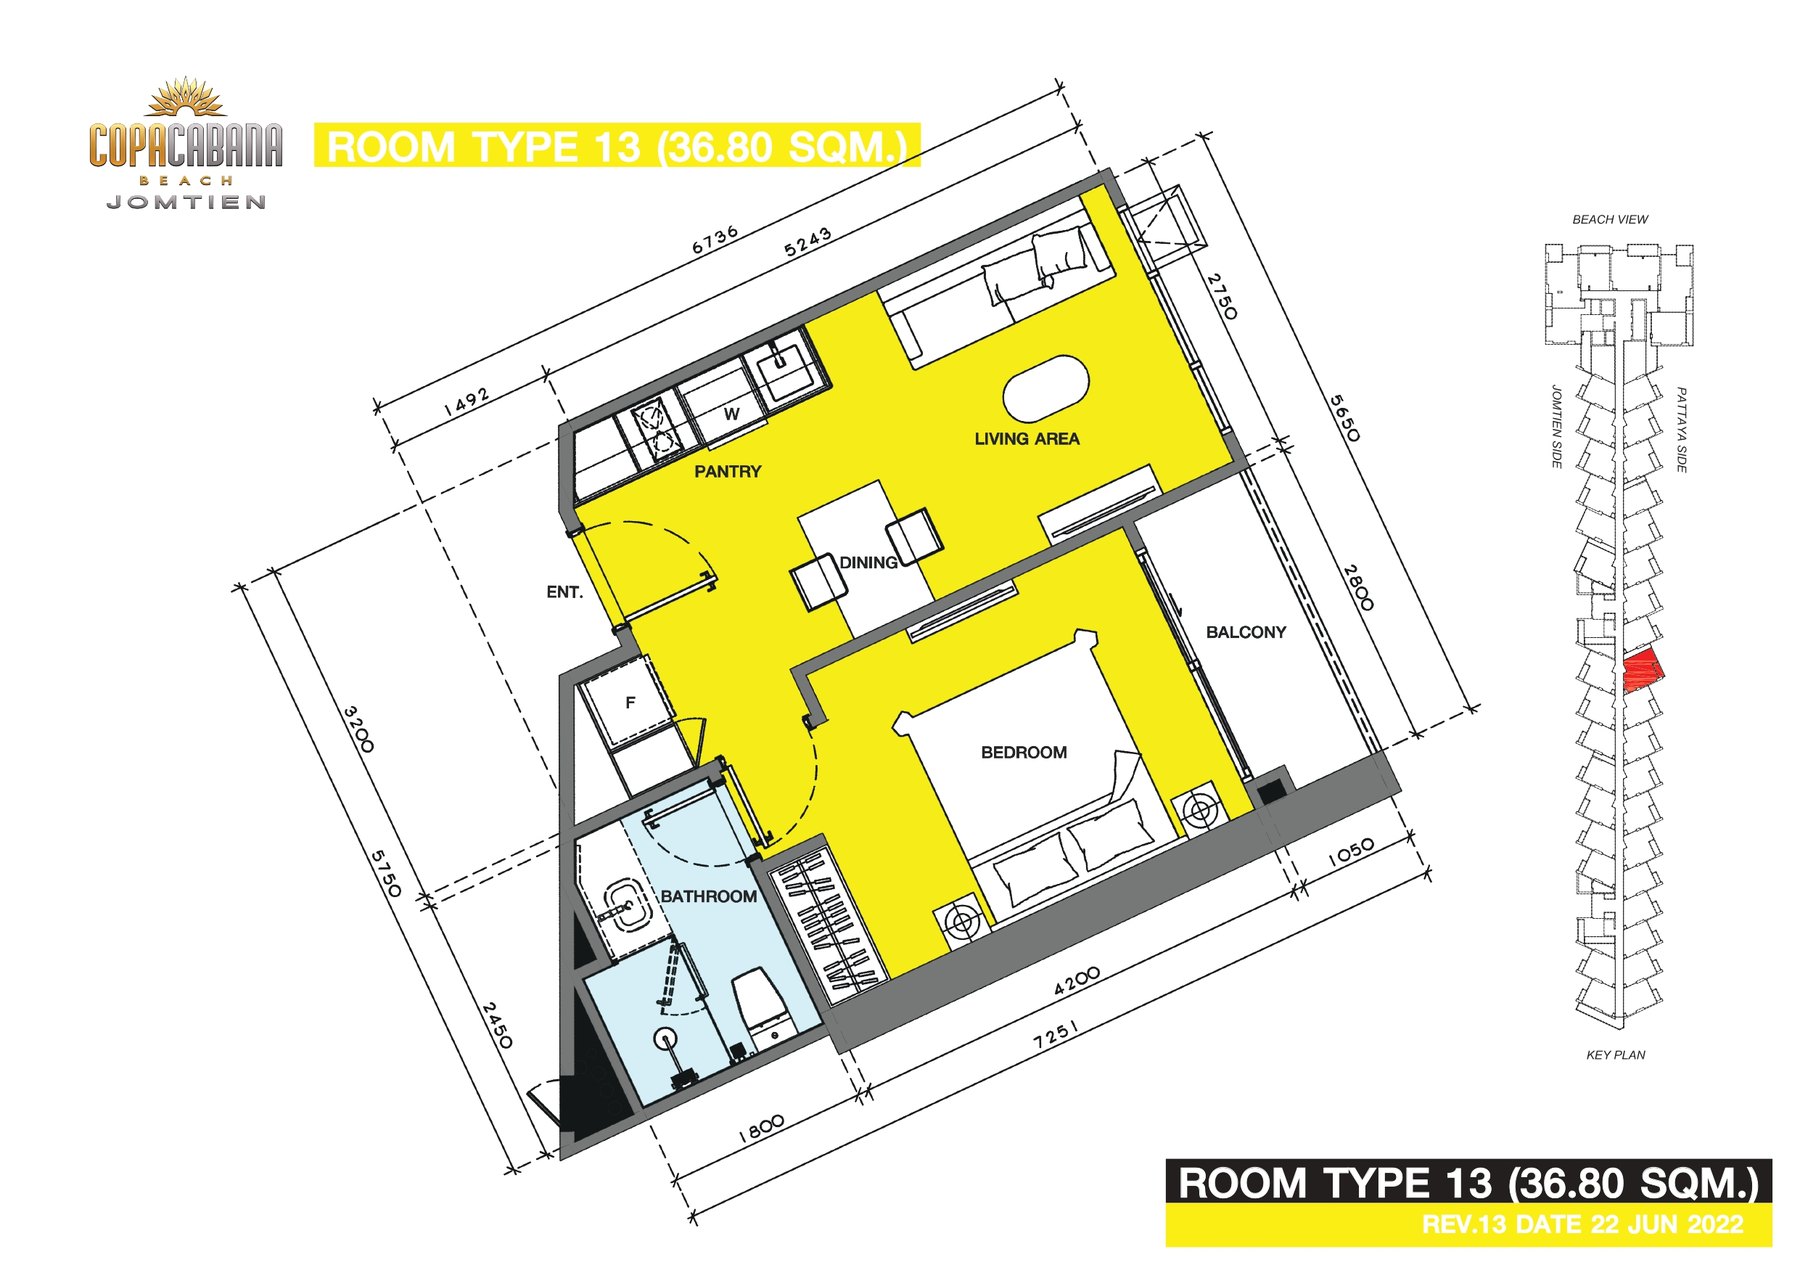 COPACABANA
BEACH
JOMTIEN
ROOM TYPE 13 (36.80 SQM.)
6736
5243
1492
2750
5650
2800
3200
5750
2450
1800
4200
7251
1050
W
PANTRY
LIVING AREA
DINING
ENT.
F
BEDROOM
BALCONY
BATHROOM
BEACH VIEW
JOMTIEN SIDE
PATTAYA SIDE
KEY PLAN
ROOM TYPE 13 (36.80 SQM.)
REV.13 DATE 22 JUN 2022